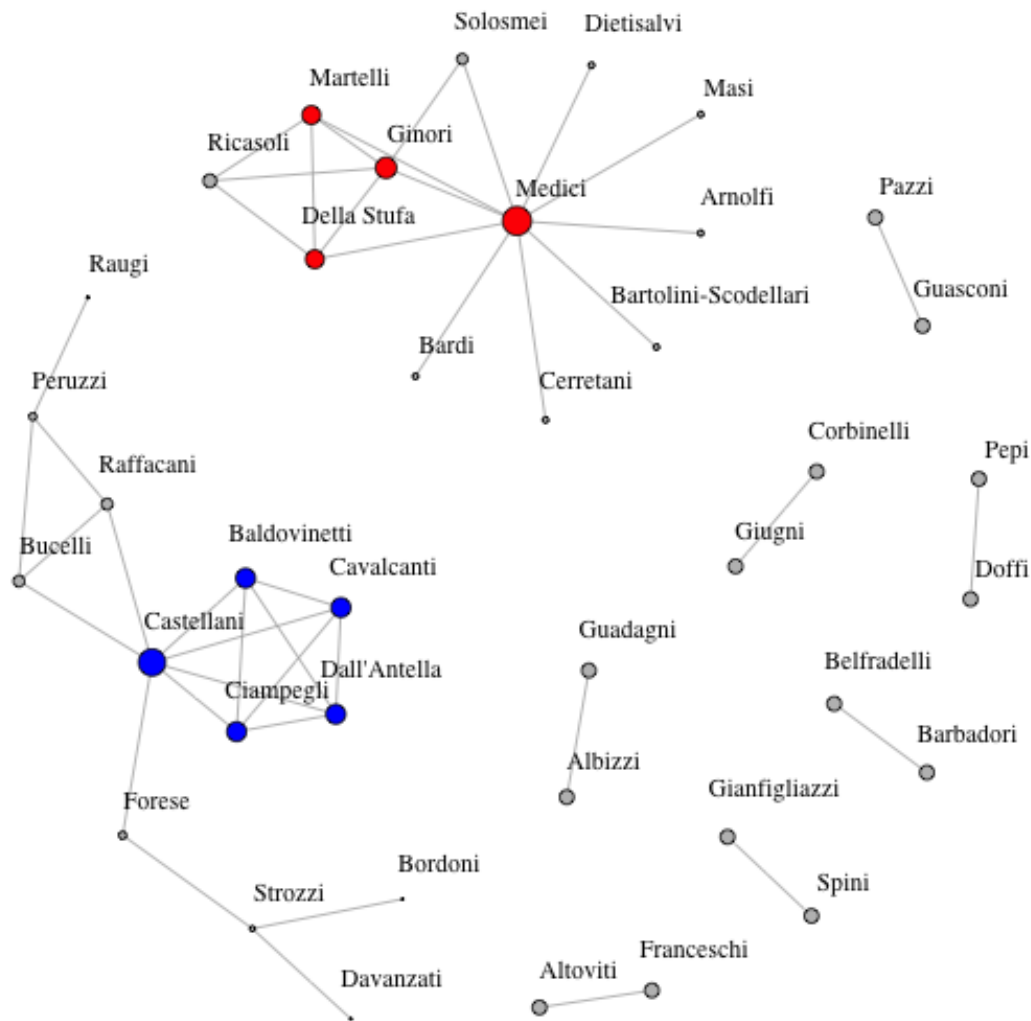 Solosmei
Dietisalvi
Martelli
Masi
Ginori
Ricasoli
Medici
Pazzi
Arnolfi
Della Stufa
Raugi
Guasconi
Bartolini-Scodellari
Bardi
Peruzzi
Cerretani
Corbinelli
Pepi
Raffacani
Giugni
Bucelli
Baldovinetti
Cavalcanti
Doffi
Castellani
Guadagni
Dall'Antella
Belfradelli
Ciampegli
Barbadori
Albizzi
Gianfigliazzi
Forese
Bordoni
Spini
Strozzi
Franceschi
Altoviti
Davanzati